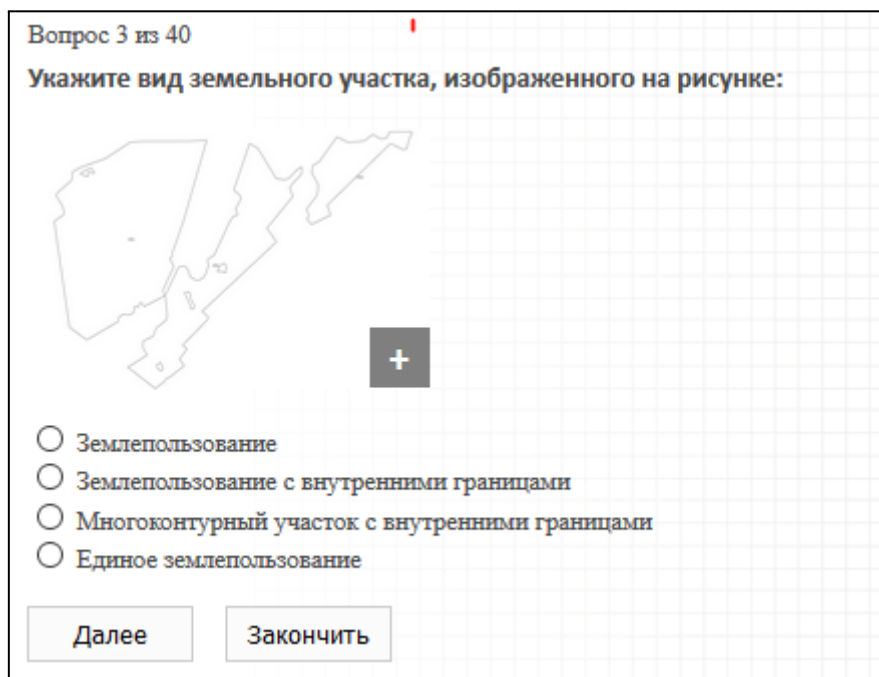 Вопрос 3 из 40
Укажите вид земельного участка, изображенного на рисунке:
+
Землепользование
Землепользование с внутренними границами
Многоконтурный участок с внутренними границами
Единое землепользование
Далее
Закончить